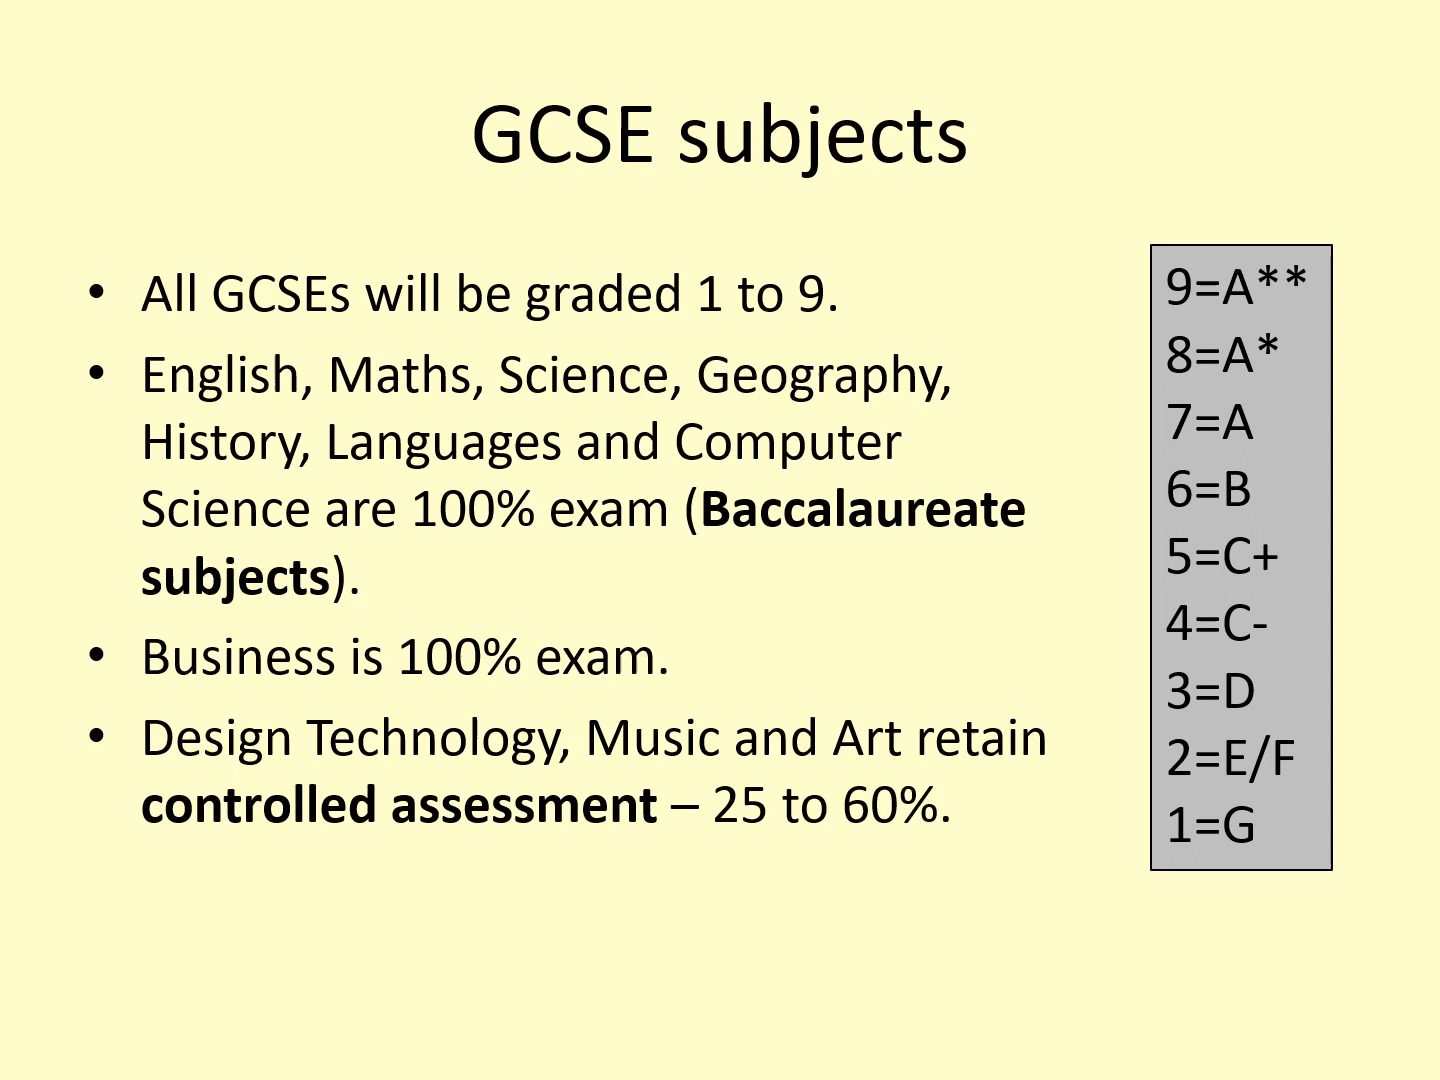 GCSE subjects
• All GCSEs will be graded 1 to 9.
• English, Maths, Science, Geography,
History, Languages and Computer
Science are 100% exam (Baccalaureate
subjects).
• Business is 100% exam.
• Design Technology, Music and Art retain
controlled assessment – 25 to 60%.
9=A**
8=A*
7=A
6=B
5=C+
4=C-
3=D
2=E/F
1=G